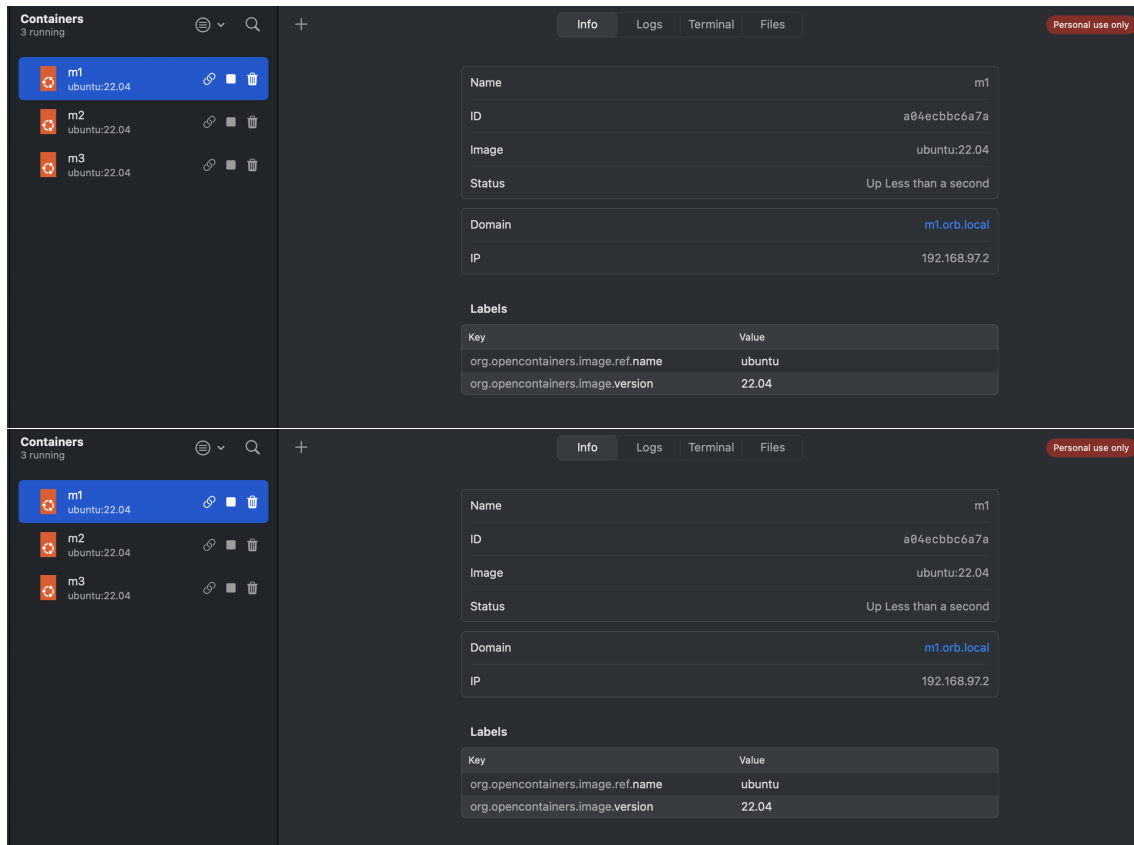 Containers
3 running
Info Logs Terminal Files
Personal use only
m1
ubuntu:22.04
m2
ubuntu:22.04
m3
ubuntu:22.04
Name m1
ID a04ecbbc6a7a
Image ubuntu:22.04
Status Up Less than a second
Domain m1.orb.local
IP 192.168.97.2
Labels
Key Value
org.opencontainers.image.ref.name ubuntu
org.opencontainers.image.version 22.04
Containers
3 running
Info Logs Terminal Files
Personal use only
m1
ubuntu:22.04
m2
ubuntu:22.04
m3
ubuntu:22.04
Name m1
ID a04ecbbc6a7a
Image ubuntu:22.04
Status Up Less than a second
Domain m1.orb.local
IP 192.168.97.2
Labels
Key Value
org.opencontainers.image.ref.name ubuntu
org.opencontainers.image.version 22.04